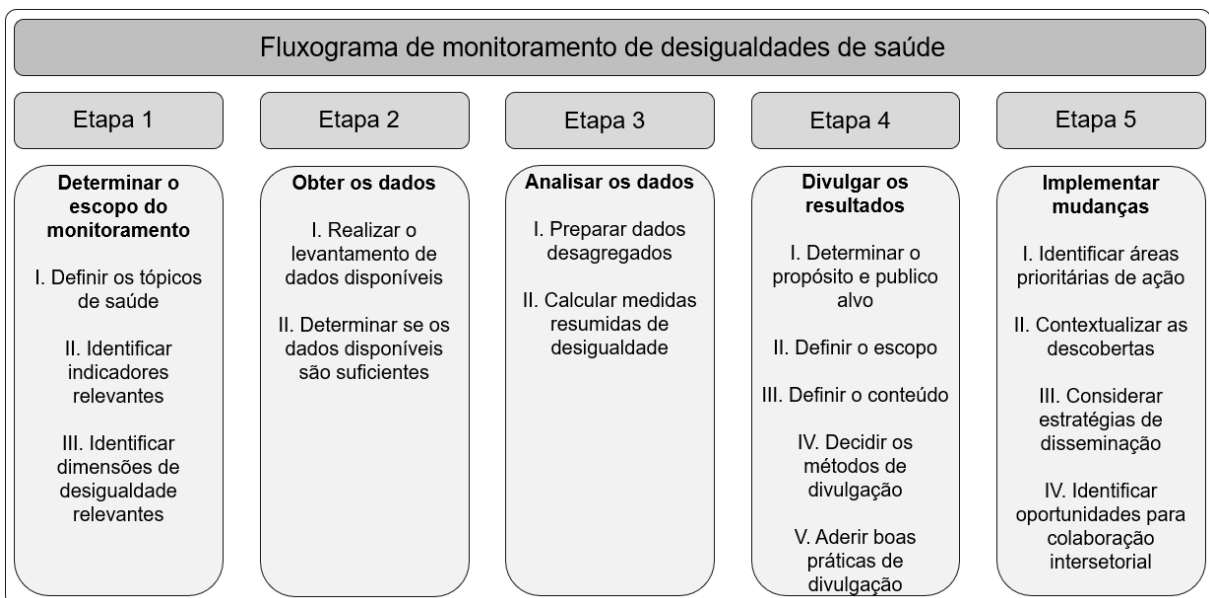 Fluxograma de monitoramento de desigualdades de saúde
Etapa 1
Determinar o
escopo do
monitoramento
I. Definir os tópicos
de saúde
II. Identificar
indicadores
relevantes
III. Identificar
dimensões de
desigualdade
relevantes
Etapa 2
Obter os dados
I. Realizar o
levantamento de
dados disponíveis
II. Determinar se os
dados disponíveis
são suficientes
Etapa 3
Analisar os dados
I. Preparar dados
desagregados
II. Calcular medidas
resumidas de
desigualdade
Etapa 4
Divulgar os
resultados
I. Determinar o
propósito e publico
alvo
II. Definir o escopo
III. Definir o conteúdo
IV. Decidir os
métodos de
divulgação
V. Aderir boas
práticas de
divulgação
Etapa 5
Implementar
mudanças
I. Identificar áreas
prioritárias de ação
II. Contextualizar as
descobertas
III. Considerar
estratégias de
disseminação
IV. Identificar
oportunidades para
colaboração
intersetorial